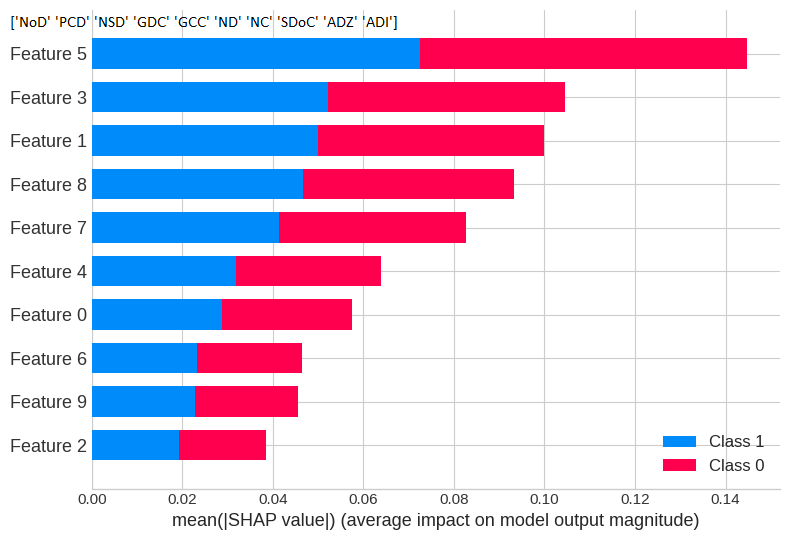 ['NoD' 'PCD' 'NSD' 'GDC' 'GCC' 'ND' 'NC' 'SDoC' 'ADZ' 'ADI']
Feature 5
Feature 3
Feature 1
Feature 8
Feature 7
Feature 4
Feature 0
Feature 6
Feature 9
Feature 2
Class 1
Class 0
0.00 0.02 0.04 0.06 0.08 0.10 0.12 0.14
mean(|SHAP value|) (average impact on model output magnitude)